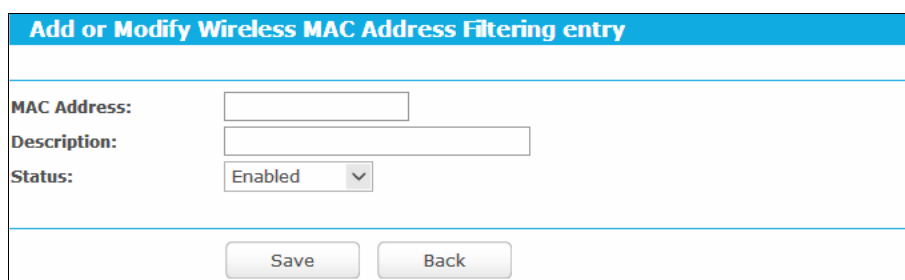 Add or Modify Wireless MAC Address Filtering entry
MAC Address:
Description:
Status: Enabled
Save Back